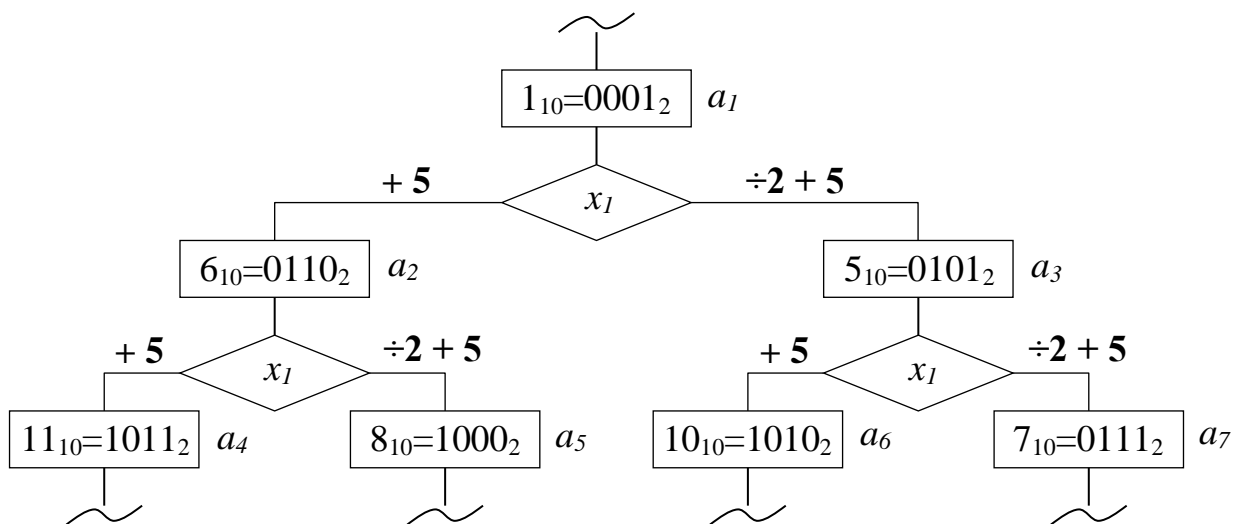 1₁₀=0001₂ a₁
+ 5 x₁ ÷2 + 5
6₁₀=0110₂ a₂ 5₁₀=0101₂ a₃
+ 5 x₁ ÷2 + 5 + 5 x₁ ÷2 + 5
11₁₀=1011₂ a₄ 8₁₀=1000₂ a₅ 10₁₀=1010₂ a₆ 7₁₀=0111₂ a₇